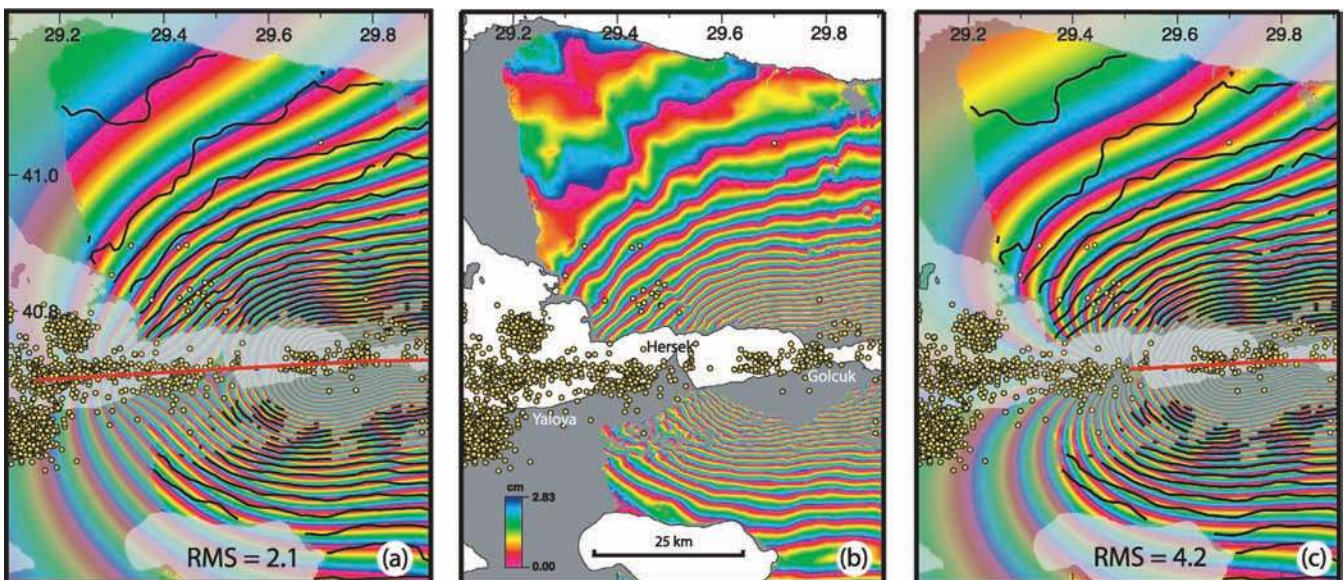 29.2 29.4 29.6 29.8
41.0
40.8
RMS = 2.1
(a)
29.2 29.4 29.6 29.8
Hersek
Golcuk
Yaloya
cm
2.83
0.00
25 km
(b)
29.2 29.4 29.6 29.8
RMS = 4.2
(c)